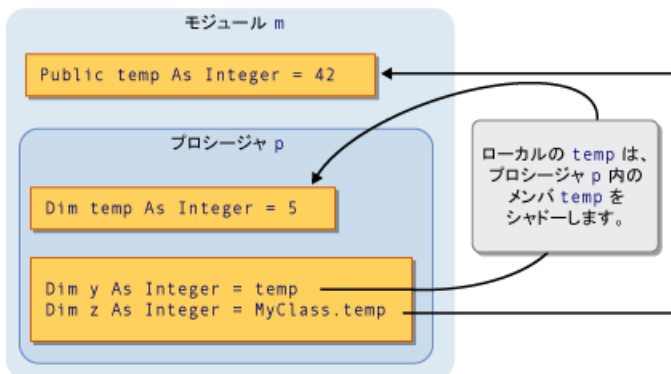 モジュール m
Public temp As Integer = 42
プロシージャ p
Dim temp As Integer = 5
Dim y As Integer = temp
Dim z As Integer = MyClass.temp
ローカルの temp は、
プロシージャ p 内の
メンバ temp を
シャドーします。